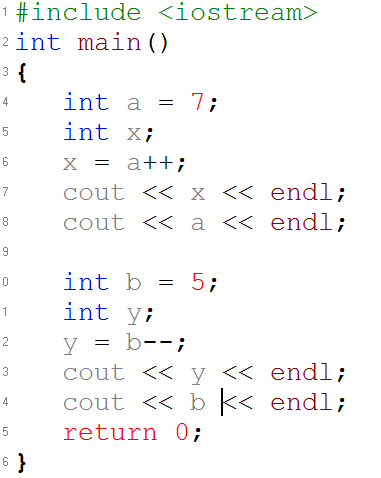 1 #include <iostream>
2 int main()
3 {
4 int a = 7;
5 int x;
6 x = a++;
7 cout << x << endl;
8 cout << a << endl;
9
0 int b = 5;
1 int y;
2 y = b--;
3 cout << y << endl;
4 cout << b << endl;
5 return 0;
6 }